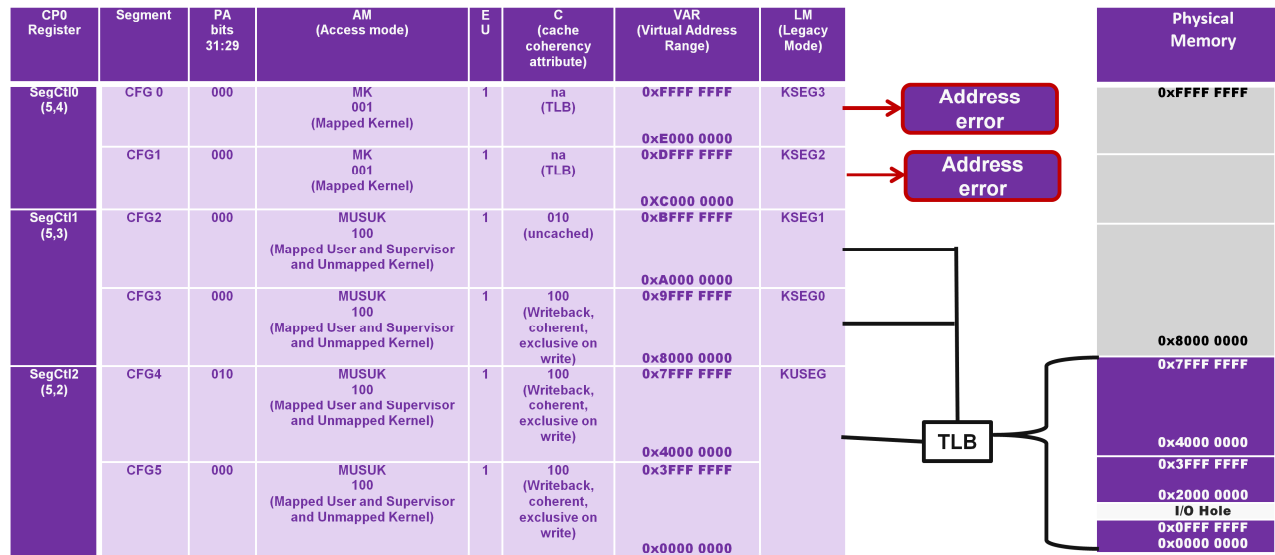 CP0 Register
Segment
PA bits 31:29
AM (Access mode)
E U
C (cache coherency attribute)
VAR (Virtual Address Range)
LM (Legacy Mode)
Physical Memory
SegCtl0 (5,4)
CFG 0
000
MK
001
(Mapped Kernel)
1
na
(TLB)
0xFFFF FFFF
0xE000 0000
KSEG3
Address error
CFG1
000
MK
001
(Mapped Kernel)
1
na
(TLB)
0xDFFF FFFF
0XC000 0000
KSEG2
Address error
SegCtl1 (5,3)
CFG2
000
MUSUK
100
(Mapped User and Supervisor
and Unmapped Kernel)
1
010
(uncached)
0xBFFF FFFF
0xA000 0000
KSEG1
CFG3
000
MUSUK
100
(Mapped User and Supervisor
and Unmapped Kernel)
1
100
(Writeback,
coherent,
exclusive on
write)
0x9FFF FFFF
0x8000 0000
KSEG0
SegCtl2 (5,2)
CFG4
010
MUSUK
100
(Mapped User and Supervisor
and Unmapped Kernel)
1
100
(Writeback,
coherent,
exclusive on
write)
0x7FFF FFFF
0x4000 0000
KUSEG
CFG5
000
MUSUK
100
(Mapped User and Supervisor
and Unmapped Kernel)
1
100
(Writeback,
coherent,
exclusive on
write)
0x3FFF FFFF
0x0000 0000
TLB
0xFFFF FFFF
0x8000 0000
0x7FFF FFFF
0x4000 0000
0x3FFF FFFF
0x2000 0000
I/O Hole
0x0FFF FFFF
0x0000 0000